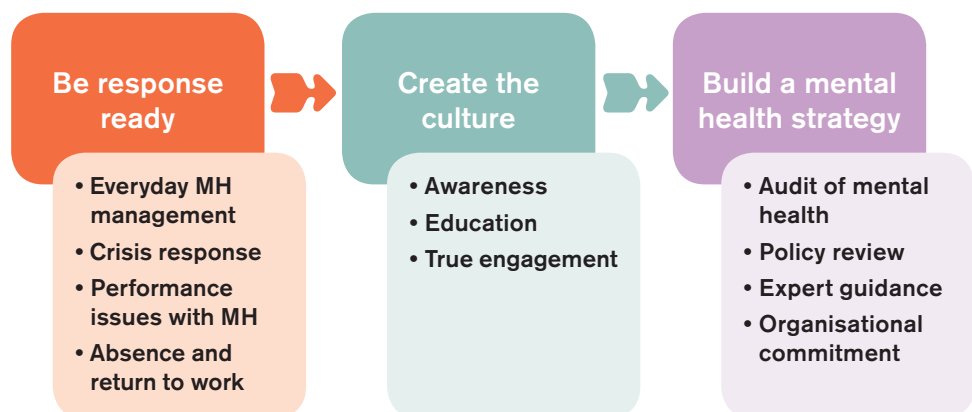 Be response
ready
• Everyday MH
management
• Crisis response
• Performance
issues with MH
• Absence and
return to work
Create the
culture
• Awareness
• Education
• True engagement
Build a mental
health strategy
• Audit of mental
health
• Policy review
• Expert guidance
• Organisational
commitment